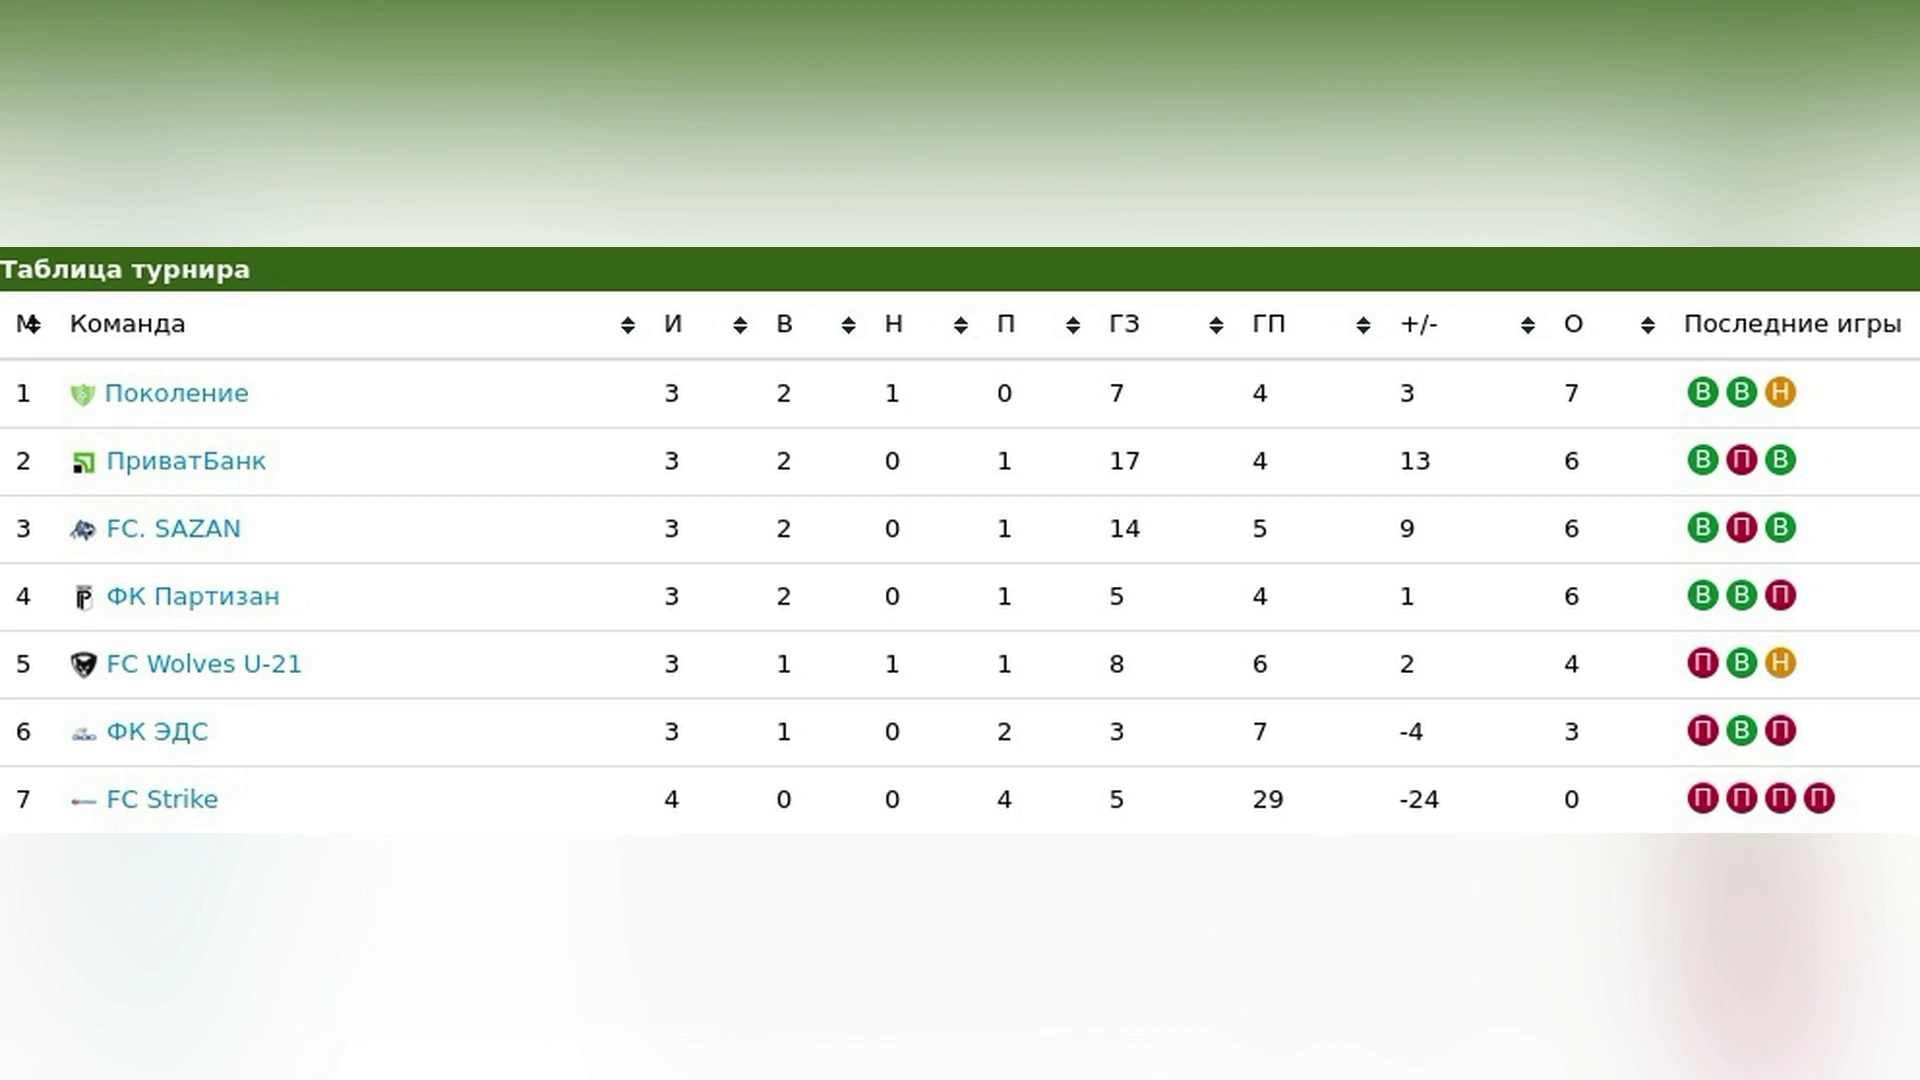 Таблица турнира
М Команда И В Н П ГЗ ГП +/- О Последние игры
1 Поколение 3 2 1 0 7 4 3 7 В В Н
2 ПриватБанк 3 2 0 1 17 4 13 6 В П В
3 FC. SAZAN 3 2 0 1 14 5 9 6 В П В
4 ФК Партизан 3 2 0 1 5 4 1 6 В В П
5 FC Wolves U-21 3 1 1 1 8 6 2 4 П В Н
6 ФК ЭДС 3 1 0 2 3 7 -4 3 П В П
7 FC Strike 4 0 0 4 5 29 -24 0 П П П П